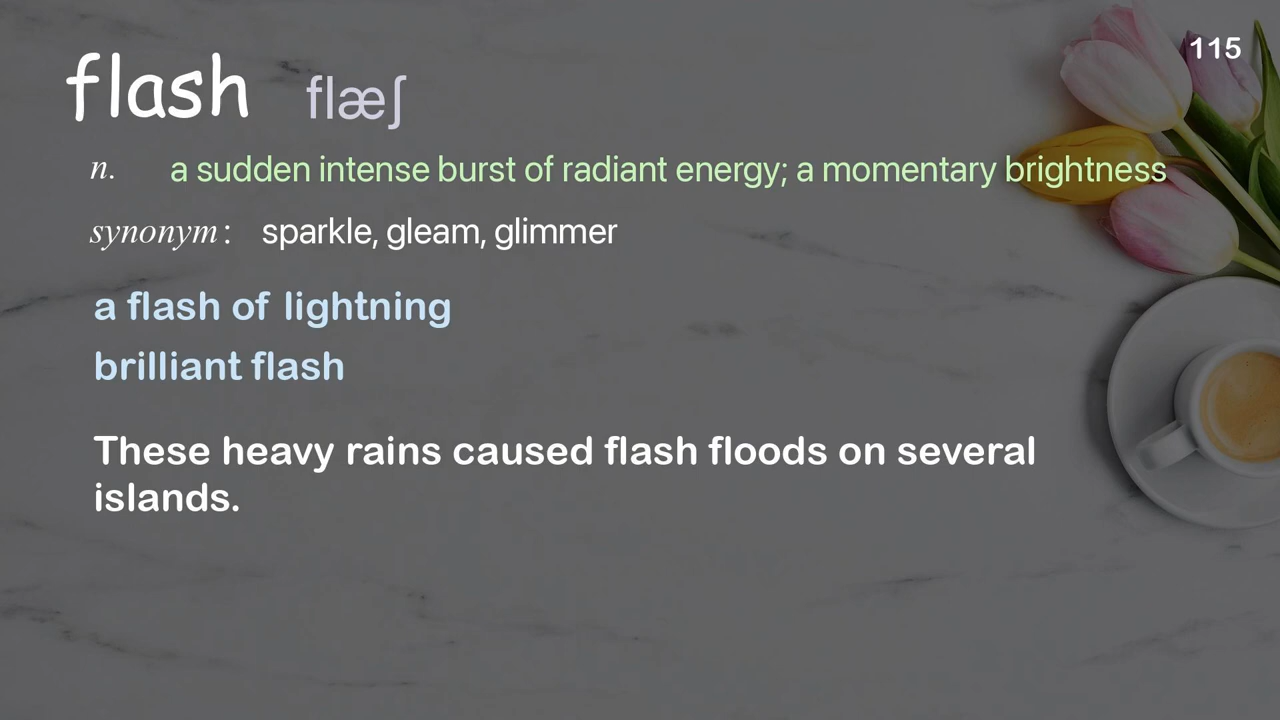 115
flash flæʃ
n. a sudden intense burst of radiant energy; a momentary brightness
synonym: sparkle, gleam, glimmer
a flash of lightning
brilliant flash
These heavy rains caused flash floods on several
islands.